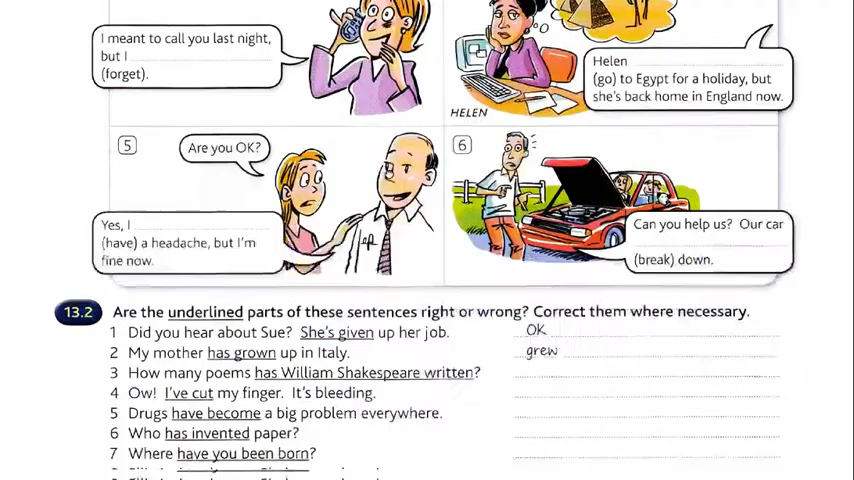 I meant to call you last night,
but I
(forget).
Helen
(go) to Egypt for a holiday, but
she's back home in England now.
HELEN
5
Are you OK?
Yes, I
(have) a headache, but I'm
fine now.
6
Can you help us? Our car
(break) down.
13.2 Are the underlined parts of these sentences right or wrong? Correct them where necessary.
1 Did you hear about Sue? She's given up her job. OK
2 My mother has grown up in Italy. grew
3 How many poems has William Shakespeare written?
4 Ow! I've cut my finger. It's bleeding.
5 Drugs have become a big problem everywhere.
6 Who has invented paper?
7 Where have you been born?